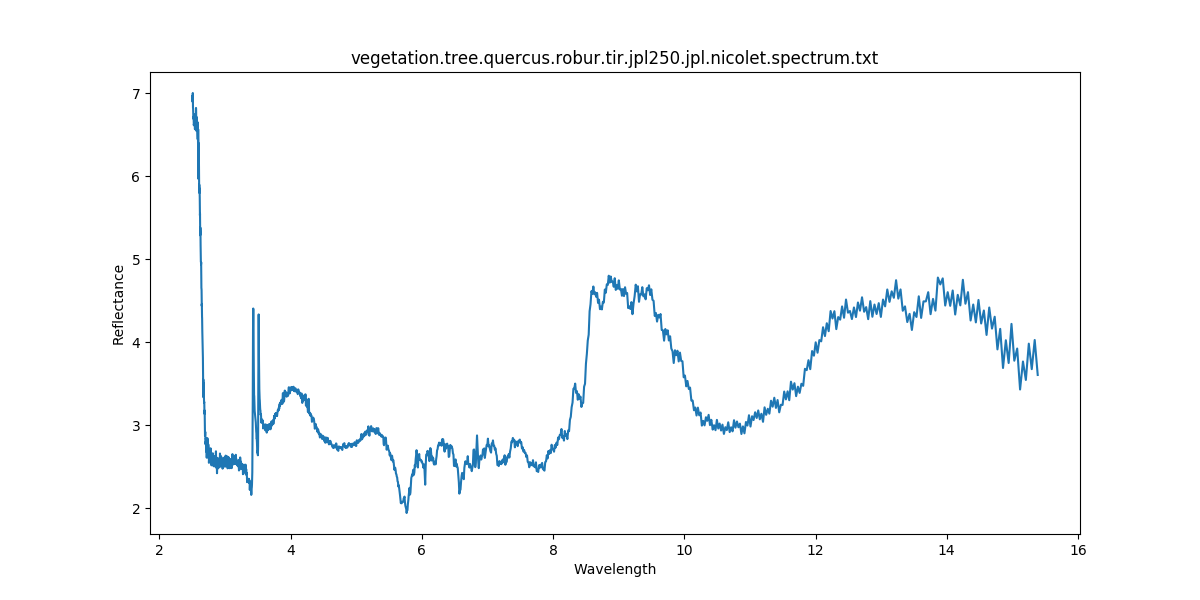 vegetation.tree.quercus.robur.tir.jpl250.jpl.nicolet.spectrum.txt
7
6
5
4
3
2
Reflectance
2 4 6 8 10 12 14 16
Wavelength